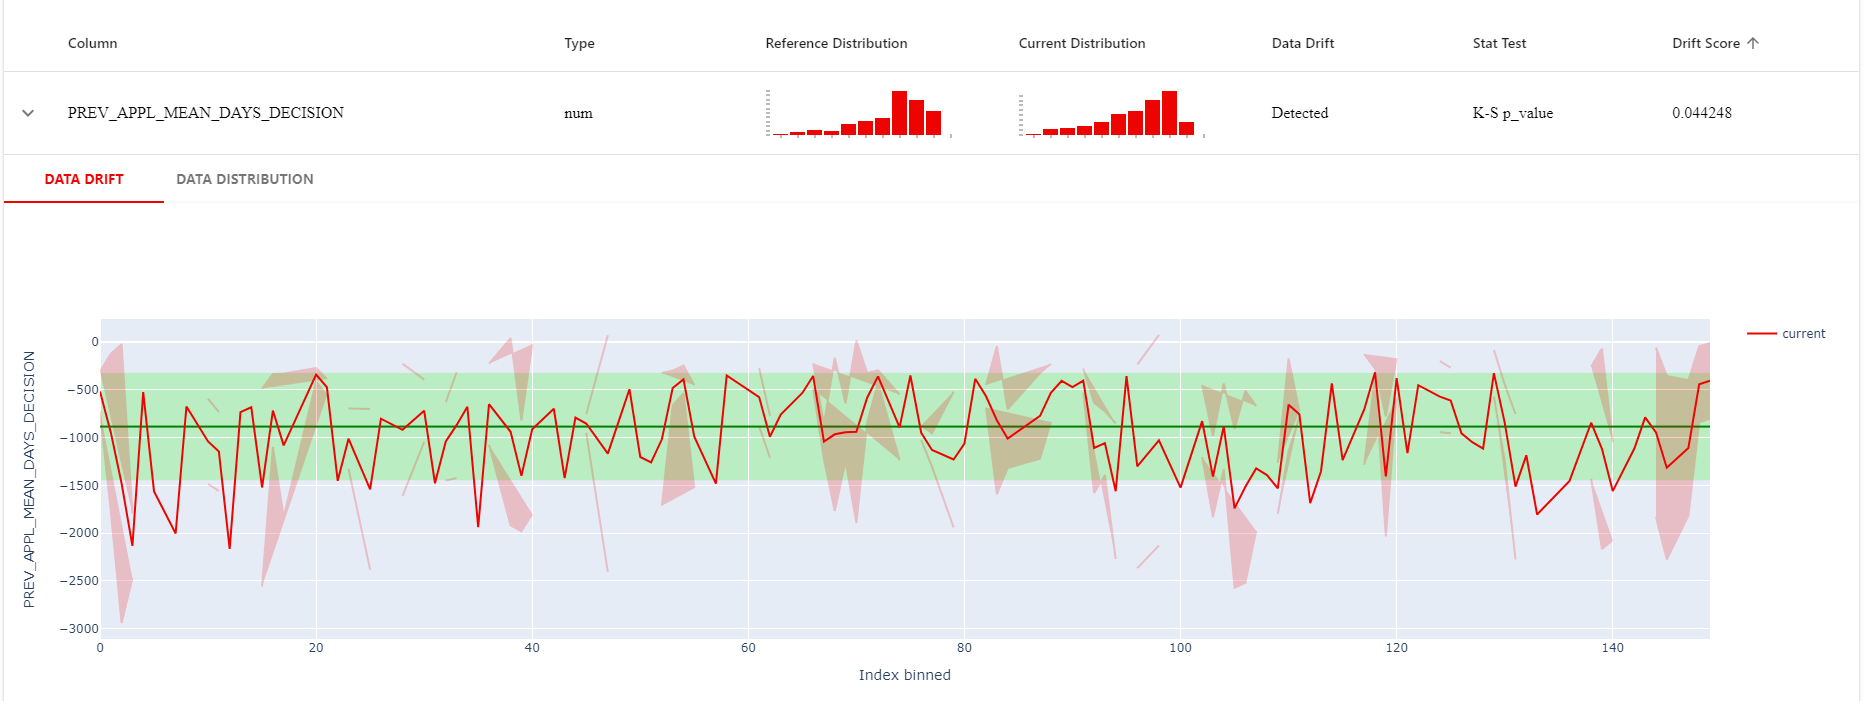 Column Type Reference Distribution Current Distribution Data Drift Stat Test Drift Score
PREV_APPL_MEAN_DAYS_DECISION num Detected K-S p_value 0.044248
DATA DRIFT DATA DISTRIBUTION
current
PREV_APPL_MEAN_DAYS_DECISION
0
−500
−1000
−1500
−2000
−2500
−3000
0 20 40 60 80 100 120 140
Index binned